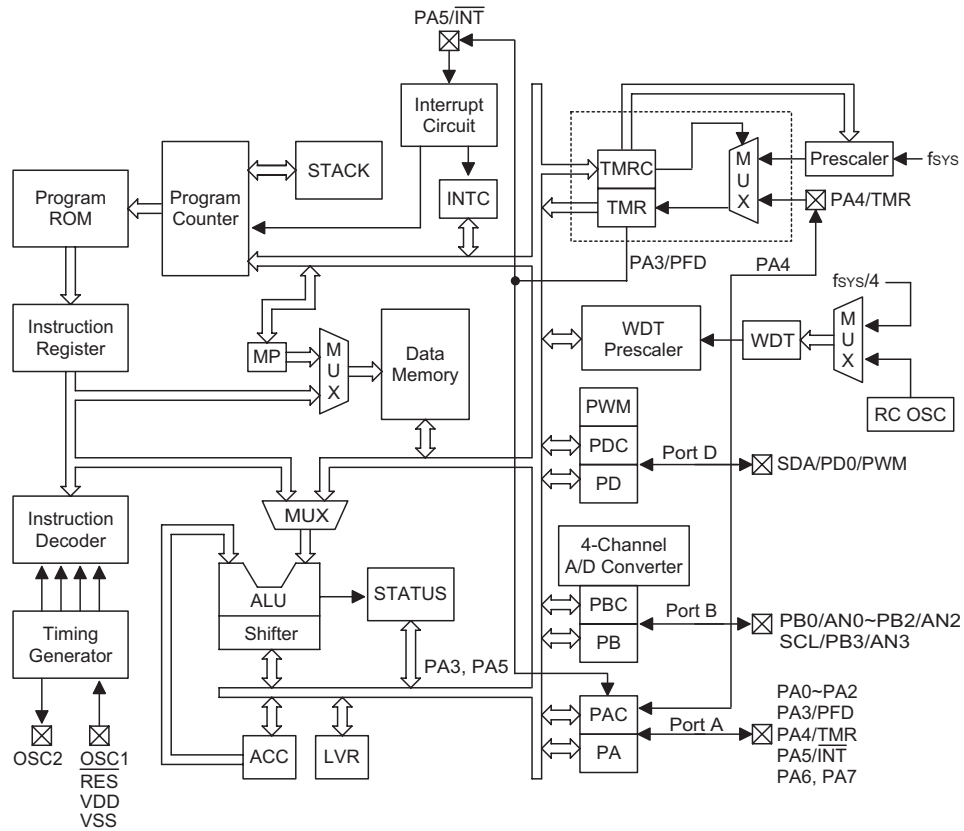 PA5/INT
Interrupt
Circuit
STACK
Program
ROM
Program
Counter
INTC
TMRC
TMR
M
U
X
Prescaler
fSYS
PA4/TMR
PA3/PFD
PA4
Instruction
Register
MP
M
U
X
Data
Memory
WDT
Prescaler
WDT
M
U
X
fSYS/4
RC OSC
PWM
PDC
PD
Port D
SDA/PD0/PWM
Instruction
Decoder
MUX
4-Channel
A/D Converter
ALU
Shifter
STATUS
PBC
PB
Port B
PB0/AN0~PB2/AN2
SCL/PB3/AN3
Timing
Generator
PA3, PA5
PAC
PA
Port A
PA0~PA2
PA3/PFD
PA4/TMR
PA5/INT
PA6, PA7
OSC2
OSC1
RES
VDD
VSS
ACC
LVR